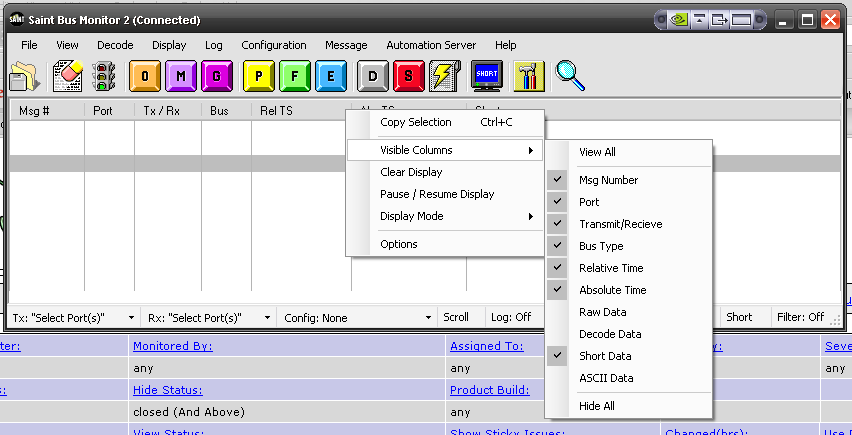 SAINT Saint Bus Monitor 2 (Connected)
File View Decode Display Log Configuration Message Automation Server Help
O M G P F E D S SHORT
Msg # Port Tx / Rx Bus Rel TS
Copy Selection Ctrl+C
Visible Columns
Clear Display
Pause / Resume Display
Display Mode
Options
View All
Msg Number
Port
Transmit/Recieve
Bus Type
Relative Time
Absolute Time
Raw Data
Decode Data
Short Data
ASCII Data
Hide All
Tx: "Select Port(s)" Rx: "Select Port(s)" Config: None Scroll Log: Off Short Filter: Off
ter: Monitored By: Assigned To: y: Seve
any any any
s: Hide Status: Product Build:
closed (And Above) any
View Status: Show Sticky Issues: Changed(hrs): Use D